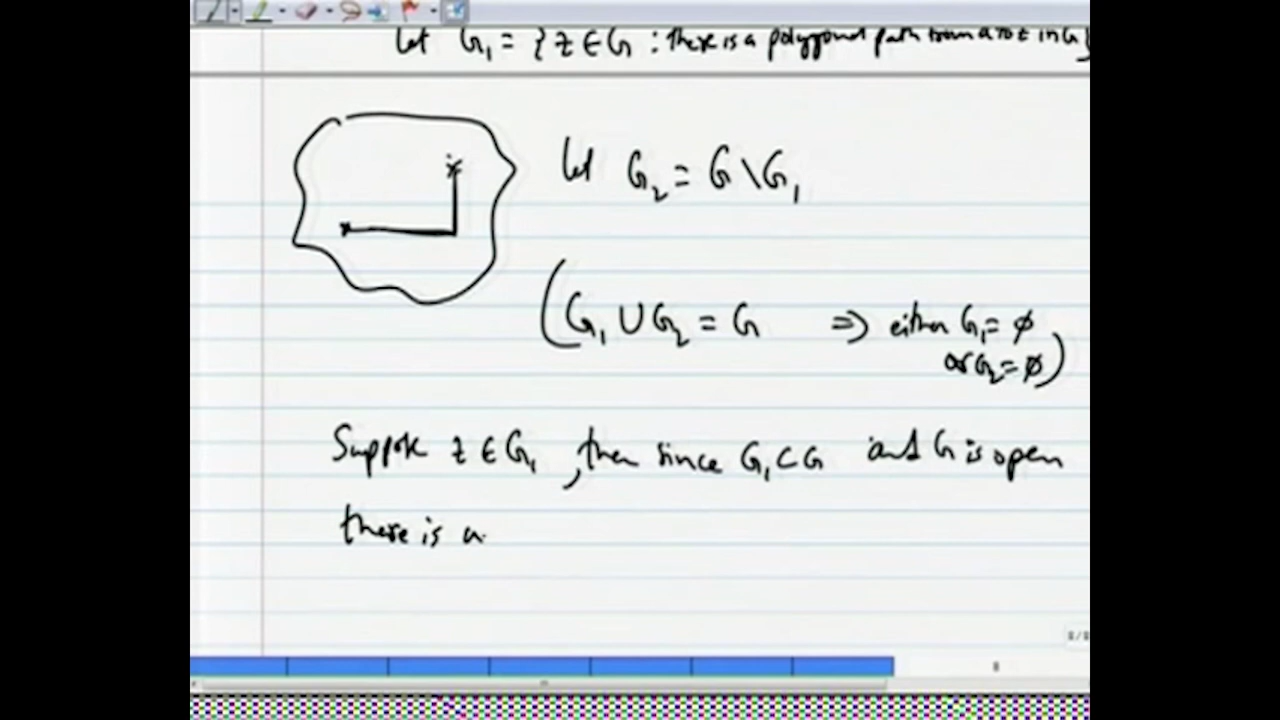 Let G₁ = { z ∈ G : there is a polygonal path from a to z in G }
Let G₂ = G \ G₁
( G₁ ∪ G₂ = G ⇒ either G₁ = ∅
or G₂ = ∅ )
Suppose z ∈ G₁, then since G₁ ⊂ G and G is open
there is a